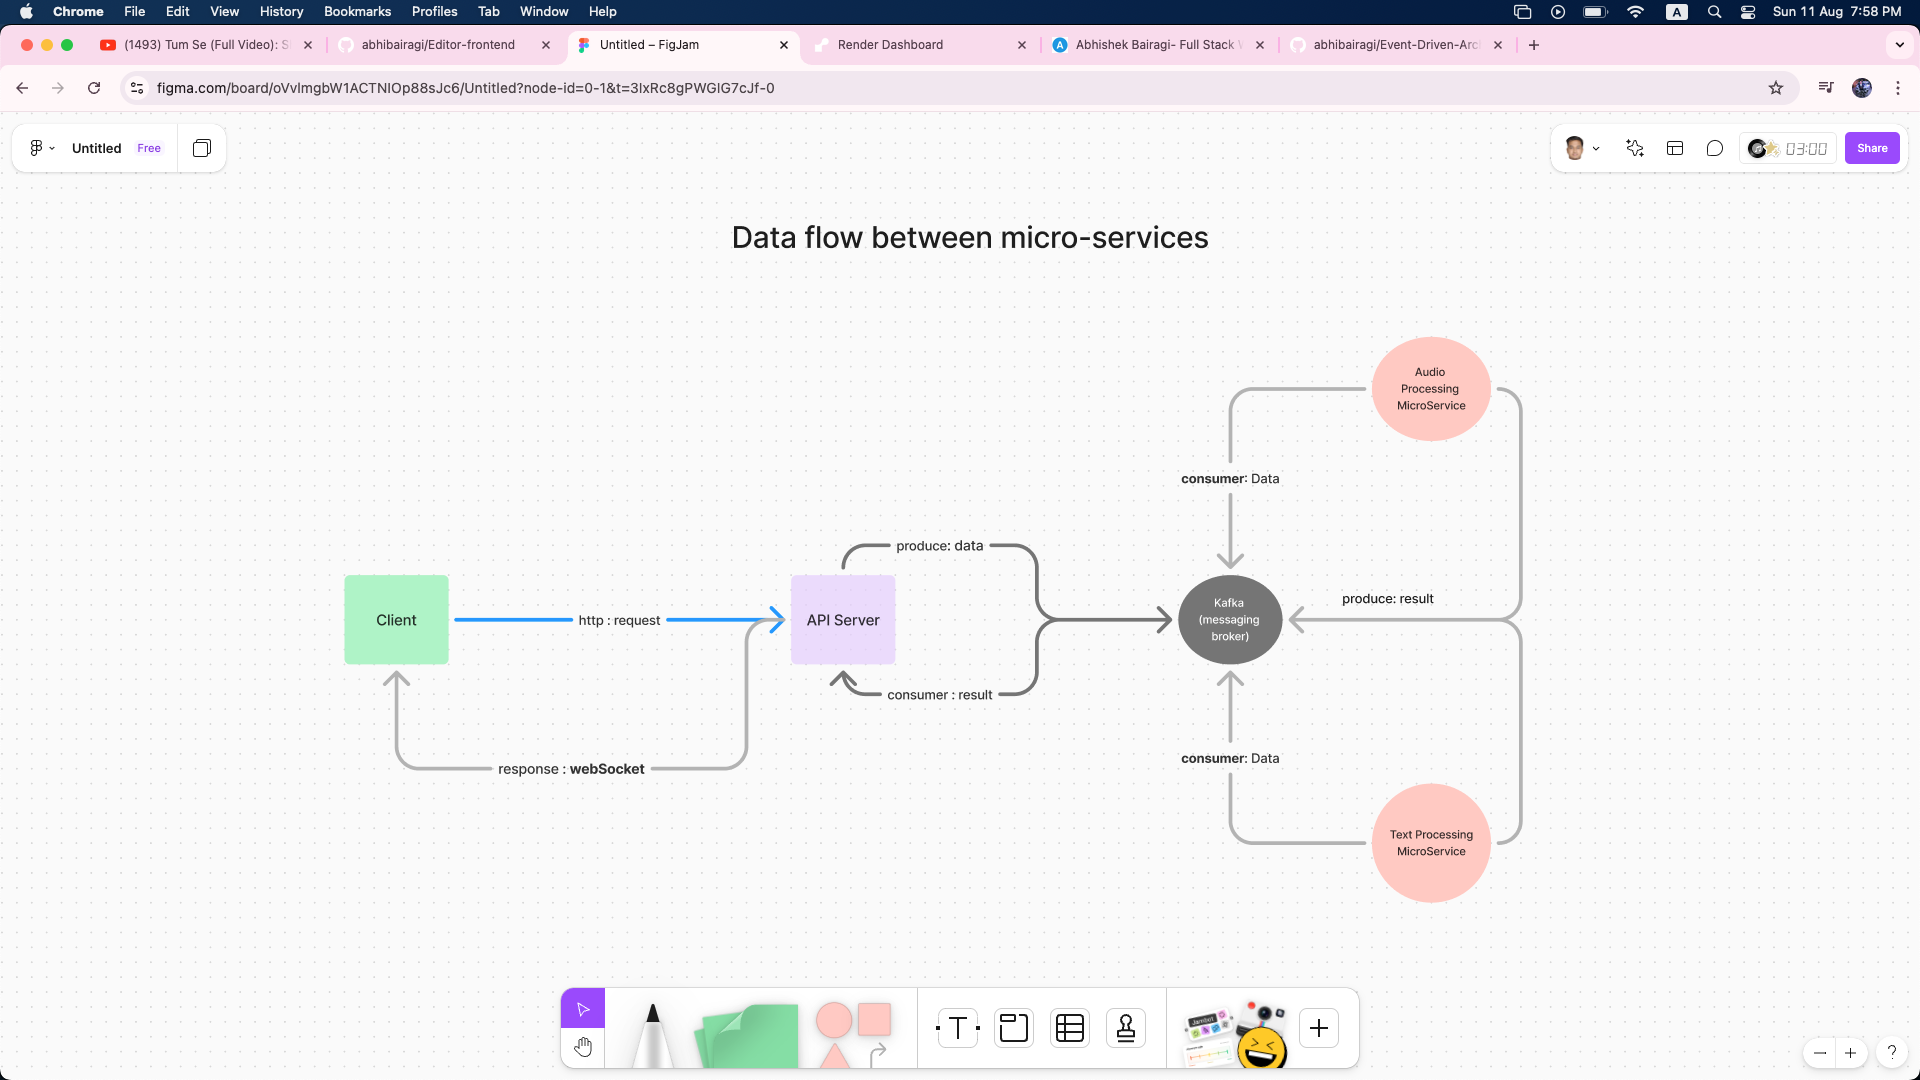 Chrome File Edit View History Bookmarks Profiles Tab Window Help A Sun 11 Aug 7:58 PM
(1493) Tum Se (Full Video): S
abhibairagi/Editor-frontend
Untitled – FigJam
Render Dashboard
Abhishek Bairagi- Full Stack
abhibairagi/Event-Driven-Arc
figma.com/board/oVvlmgbW1ACTNIOp88sJc6/Untitled?node-id=0-1&t=3lxRc8gPWGlG7cJf-0
Untitled Free
03:00 Share
Data flow between micro-services
Audio
Processing
MicroService
consumer: Data
produce: data
Client
http : request
API Server
Kafka
(messaging
broker)
produce: result
consumer : result
response : webSocket
consumer: Data
Text Processing
MicroService
T
Jambot
?